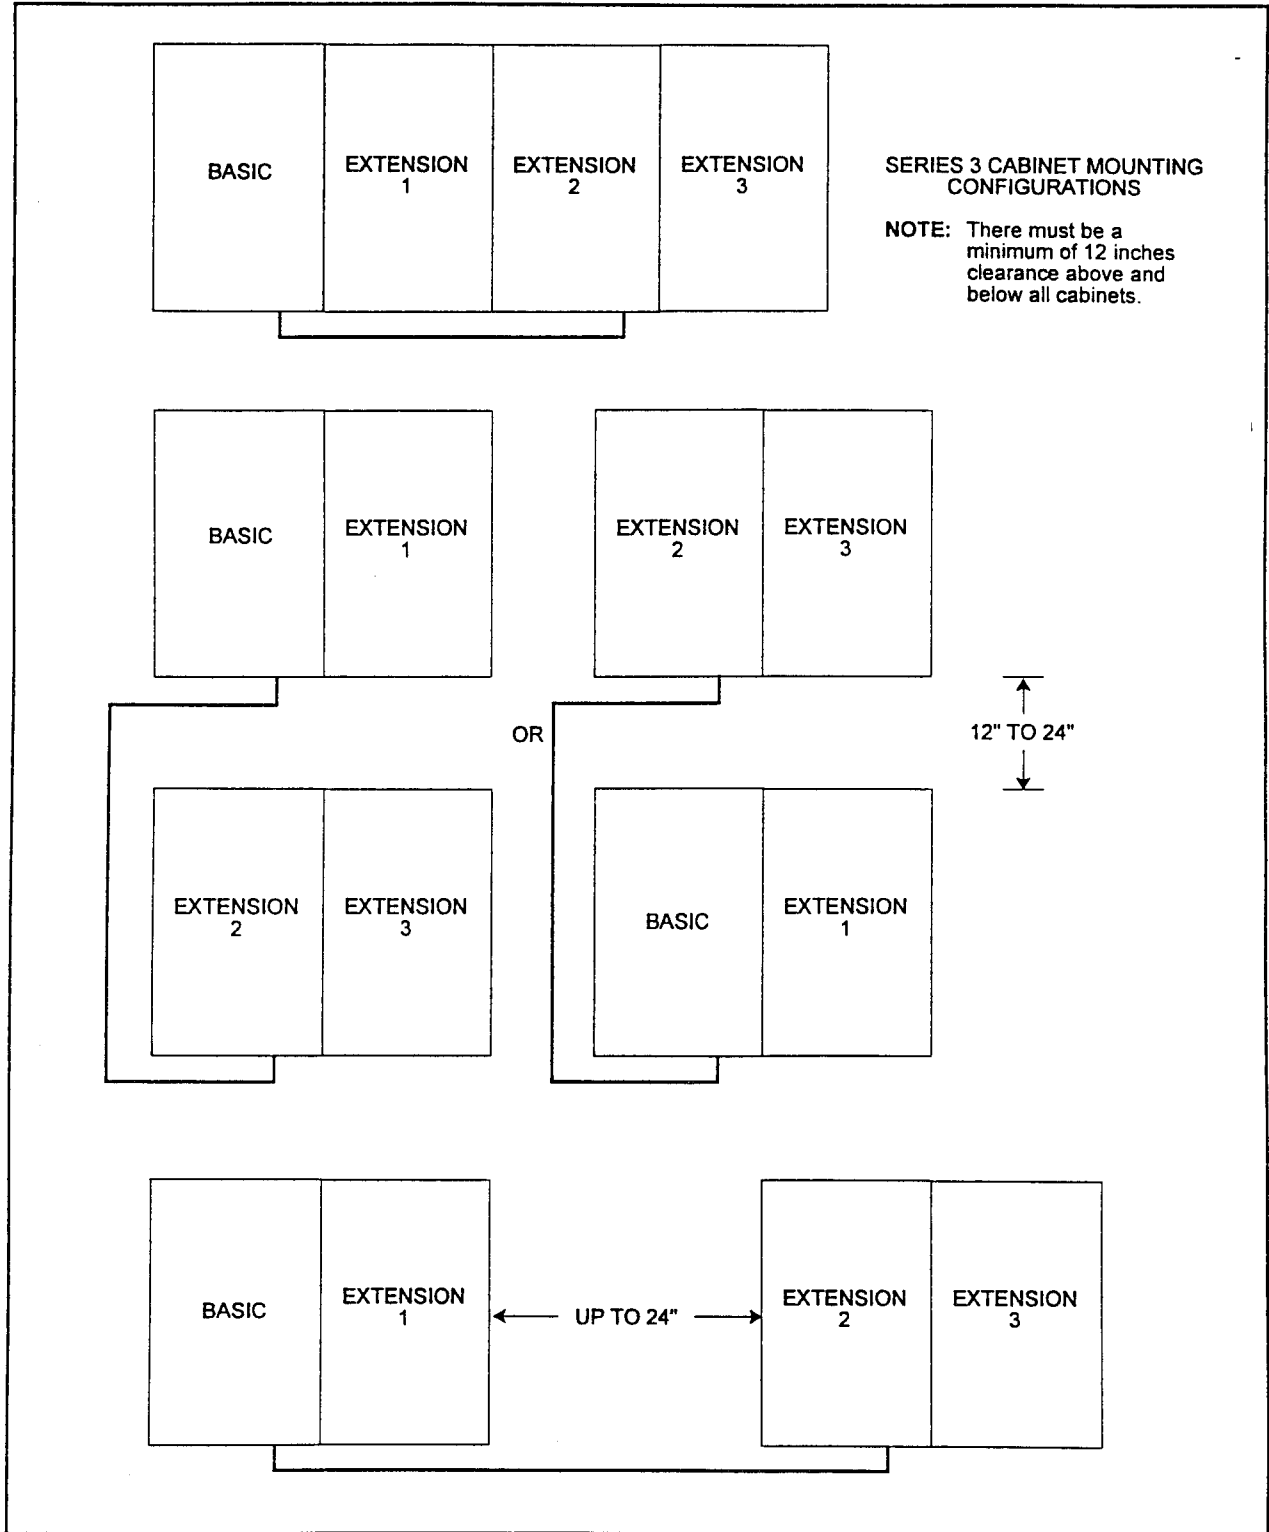 BASIC
EXTENSION
1
EXTENSION
2
EXTENSION
3
SERIES 3 CABINET MOUNTING
CONFIGURATIONS
NOTE: There must be a
minimum of 12 inches
clearance above and
below all cabinets.
BASIC
EXTENSION
1
EXTENSION
2
EXTENSION
3
OR
12" TO 24"
EXTENSION
2
EXTENSION
3
BASIC
EXTENSION
1
BASIC
EXTENSION
1
UP TO 24"
EXTENSION
2
EXTENSION
3